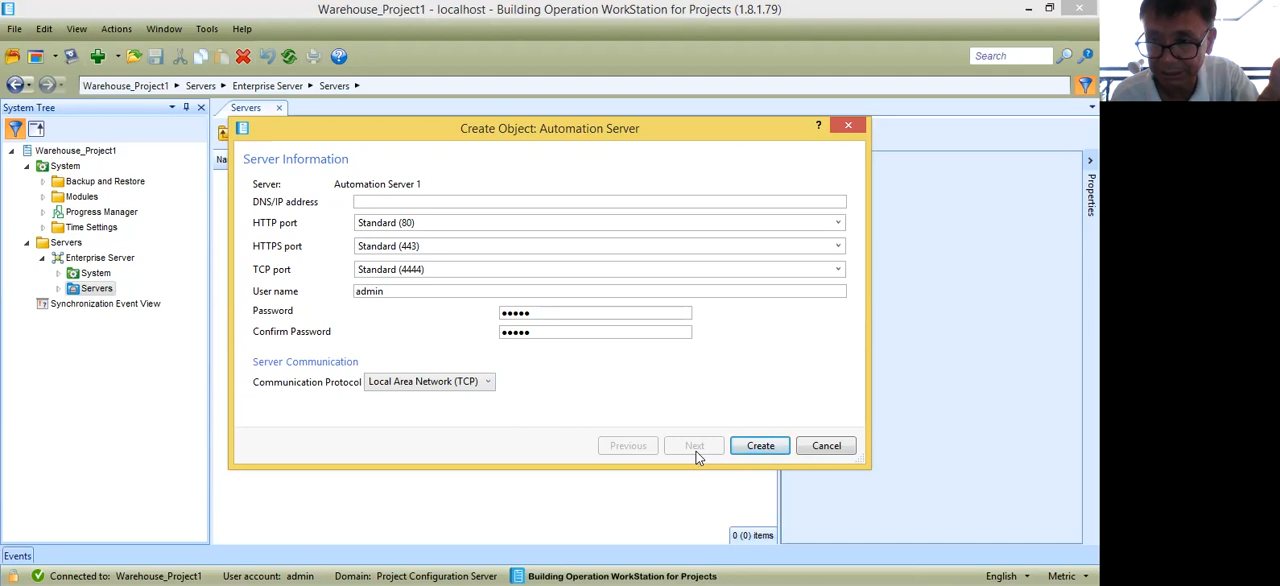 Warehouse_Project1 - localhost - Building Operation WorkStation for Projects (1.8.1.79)
File Edit View Actions Window Tools Help
Search
Warehouse_Project1 Servers Enterprise Server Servers
System Tree
Servers
Warehouse_Project1
System
Backup and Restore
Modules
Progress Manager
Time Settings
Servers
Enterprise Server
System
Servers
Synchronization Event View
Na
Create Object: Automation Server
?
Server Information
Server: Automation Server 1
DNS/IP address
HTTP port Standard (80)
HTTPS port Standard (443)
TCP port Standard (4444)
User name admin
Password •••••
Confirm Password •••••
Server Communication
Communication Protocol Local Area Network (TCP)
Previous Next Create Cancel
Properties
0 (0) items
Events
Connected to: Warehouse_Project1 User account: admin Domain: Project Configuration Server Building Operation WorkStation for Projects English Metric